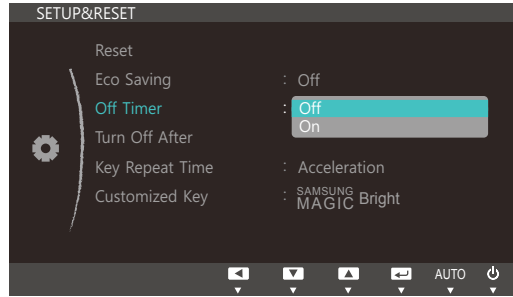 SETUP&RESET
Reset
Eco Saving : Off
Off Timer : Off
On
Turn Off After
Key Repeat Time : Acceleration
Customized Key : SAMSUNG MAGIC Bright
AUTO